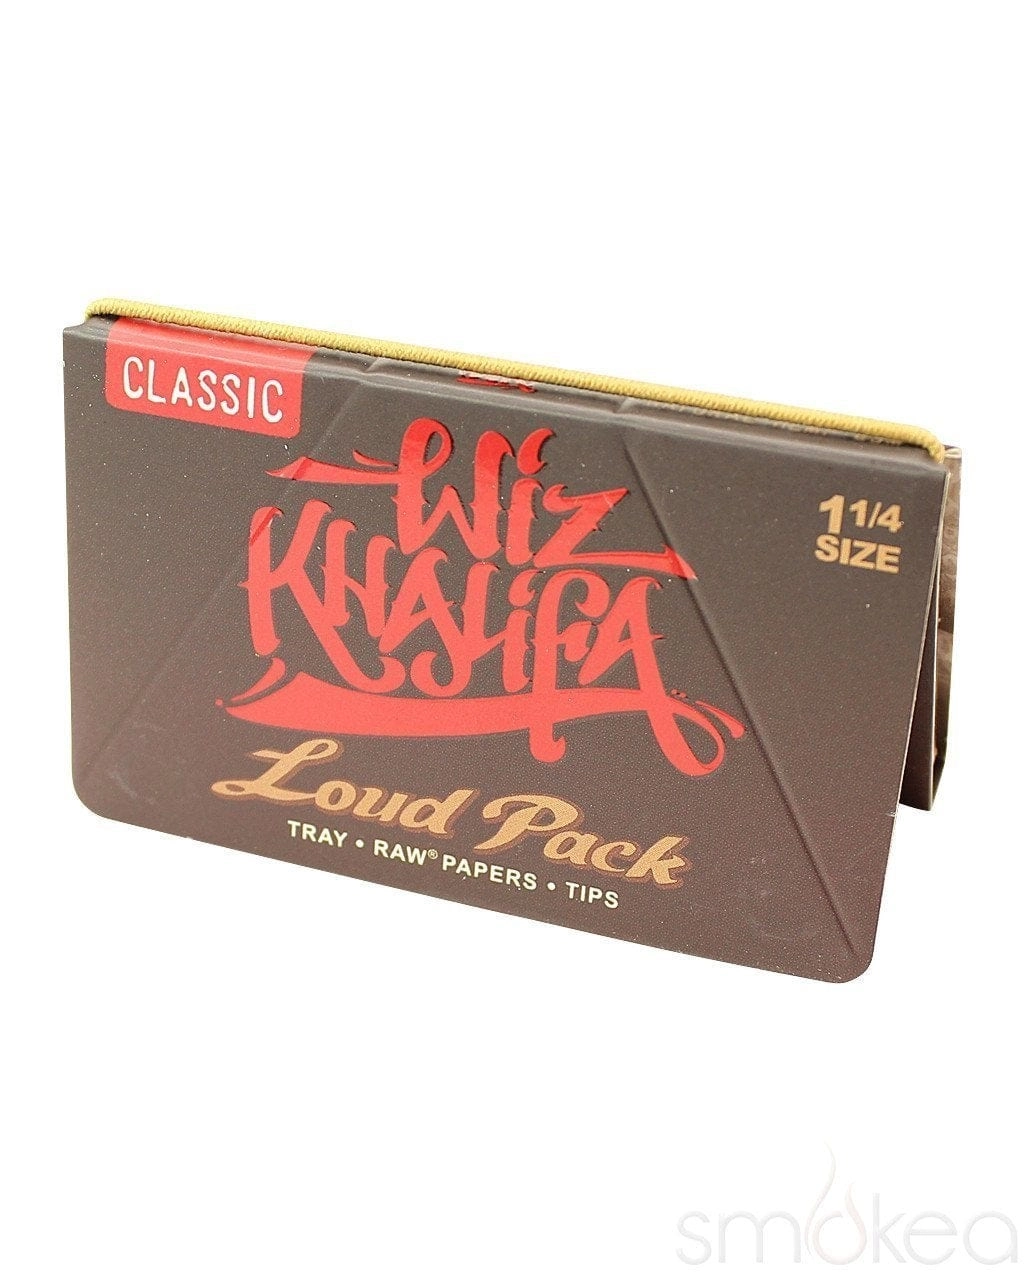 CLASSIC
Wiz
Khalifa
1 1/4
SIZE
Loud Pack
TRAY • RAW® PAPERS • TIPS
smokea